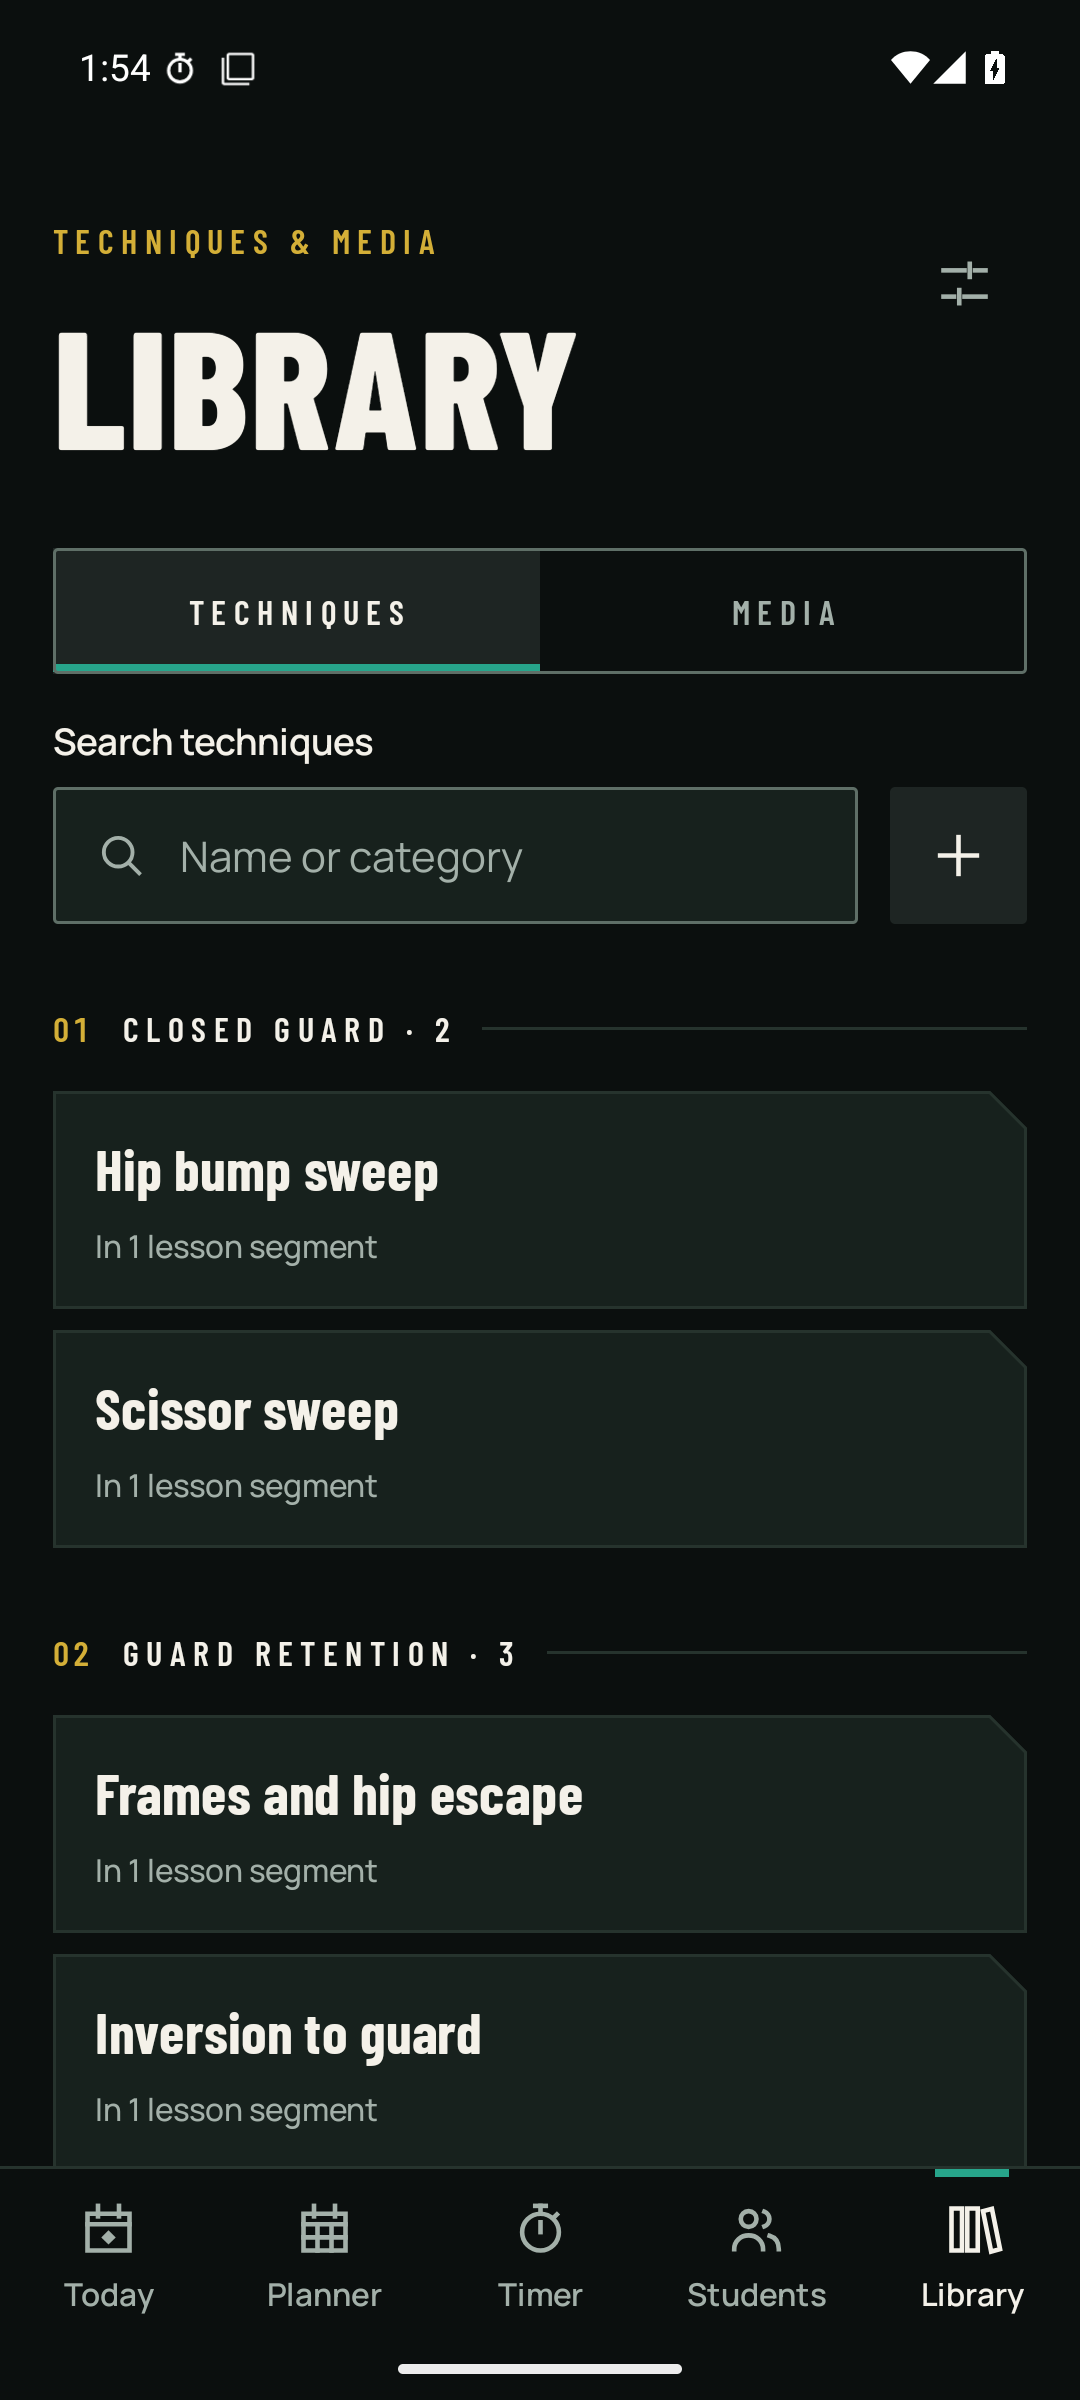 1:54
TECHNIQUES & MEDIA
LIBRARY
TECHNIQUES
MEDIA
Search techniques
Name or category
01 CLOSED GUARD · 2
Hip bump sweep
In 1 lesson segment
Scissor sweep
In 1 lesson segment
02 GUARD RETENTION · 3
Frames and hip escape
In 1 lesson segment
Inversion to guard
In 1 lesson segment
Today
Planner
Timer
Students
Library